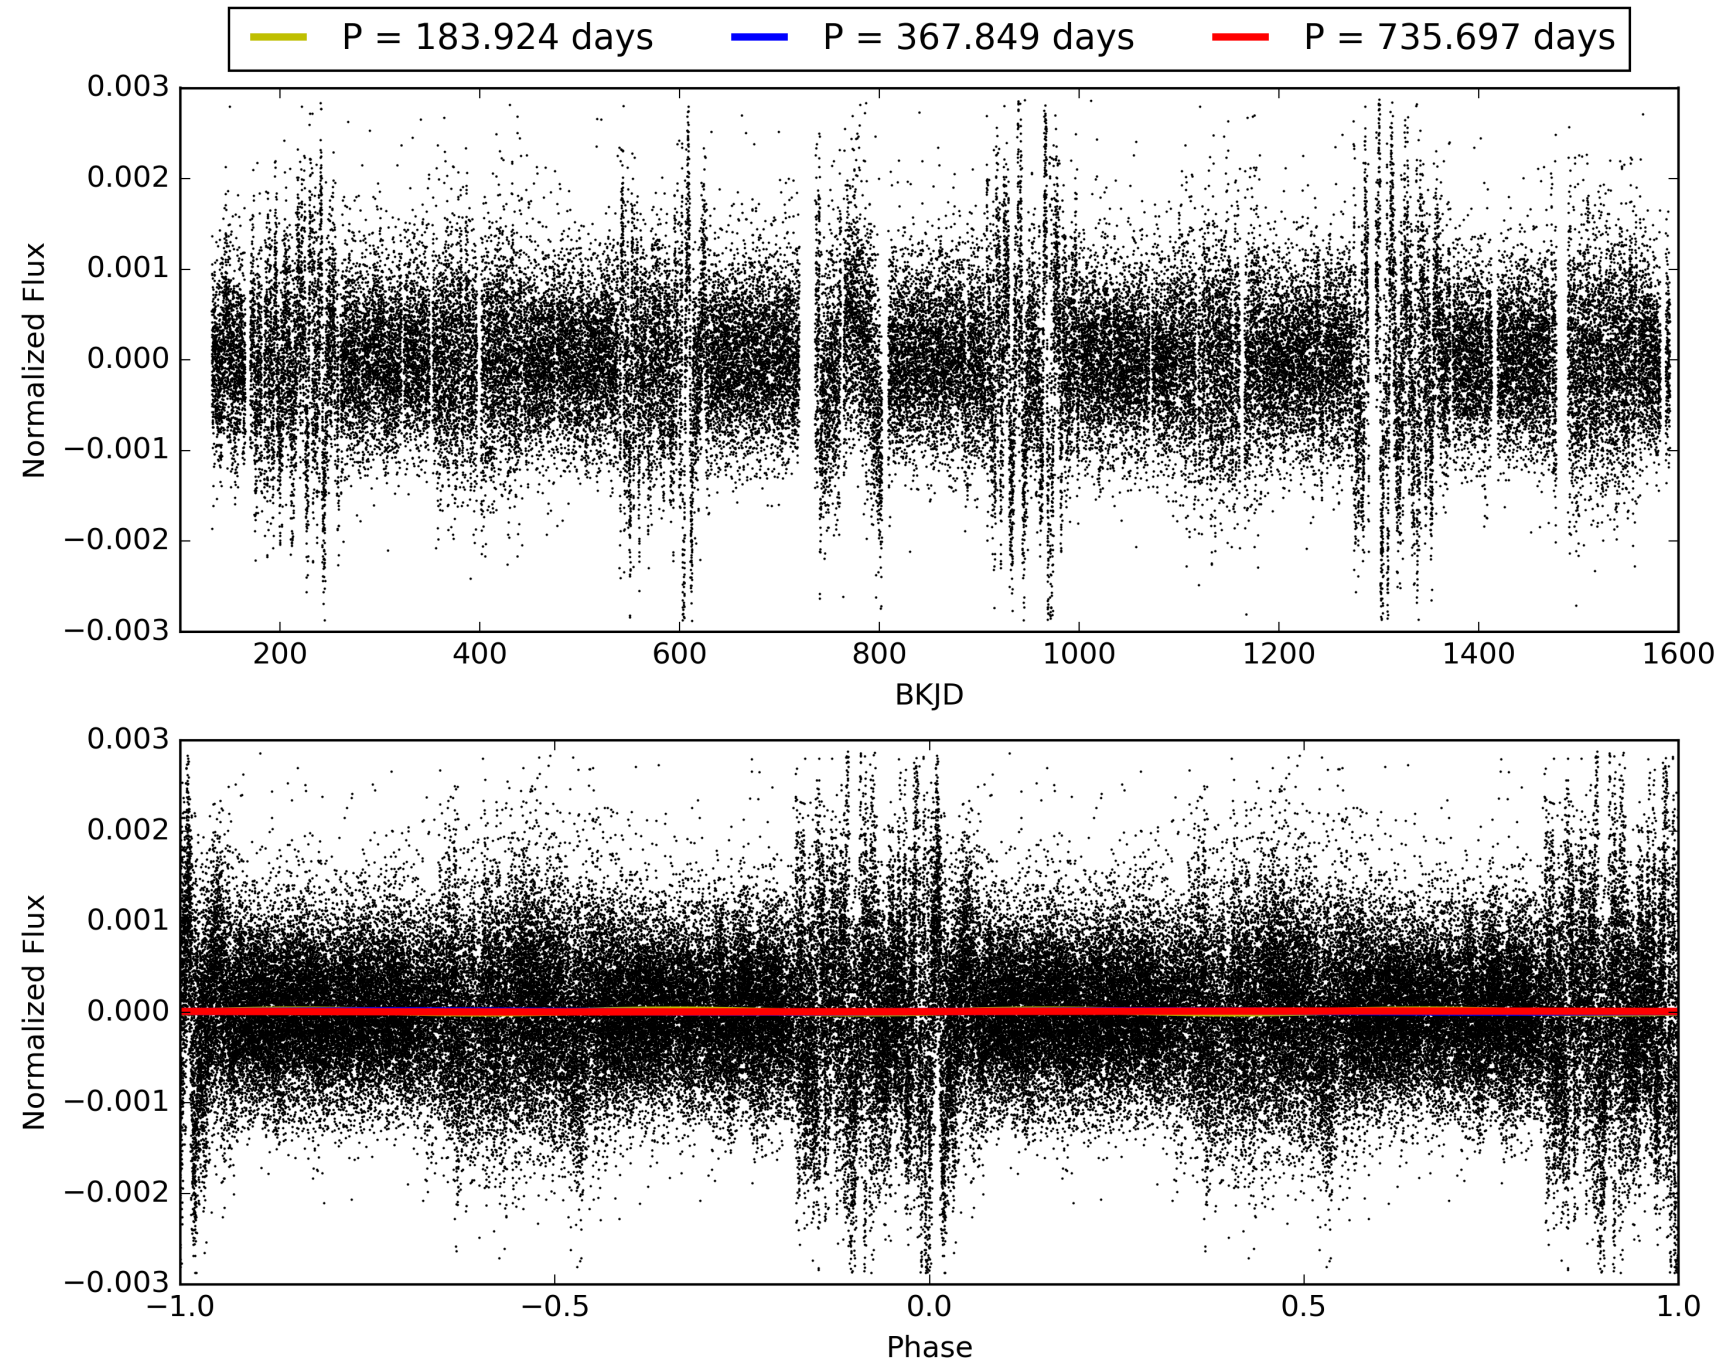 P = 183.924 days P = 367.849 days P = 735.697 days
0.003
0.002
0.001
0.000
−0.001
−0.002
−0.003
Normalized Flux
200 400 600 800 1000 1200 1400 1600
BKJD
0.003
0.002
0.001
0.000
−0.001
−0.002
−0.003
Normalized Flux
−1.0 −0.5 0.0 0.5 1.0
Phase